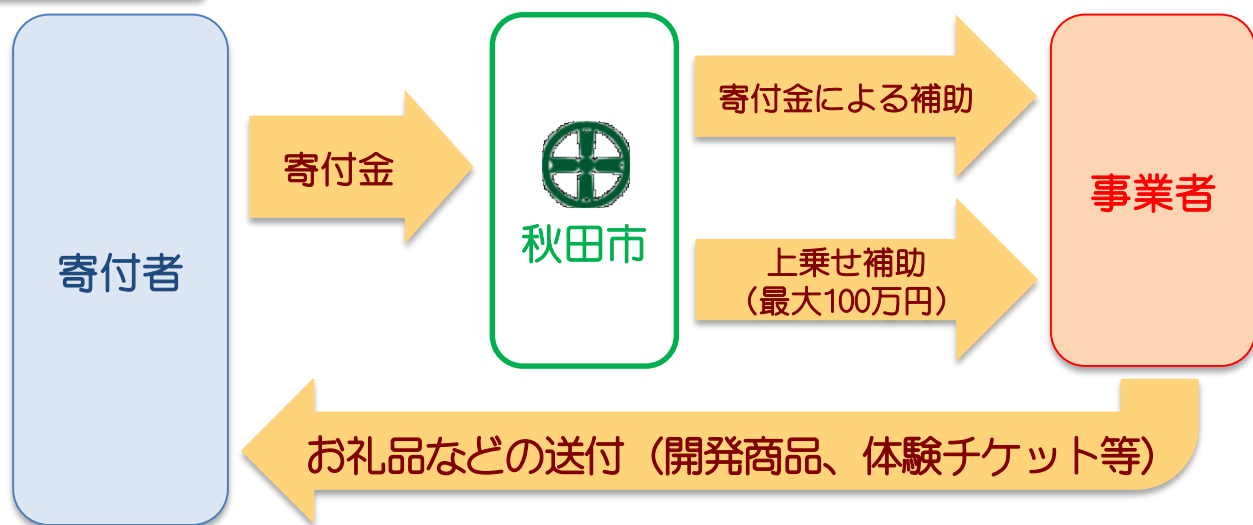 寄付者
寄付金
秋田市
寄付金による補助
上乗せ補助
（最大100万円）
事業者
お礼品などの送付（開発商品、体験チケット等）